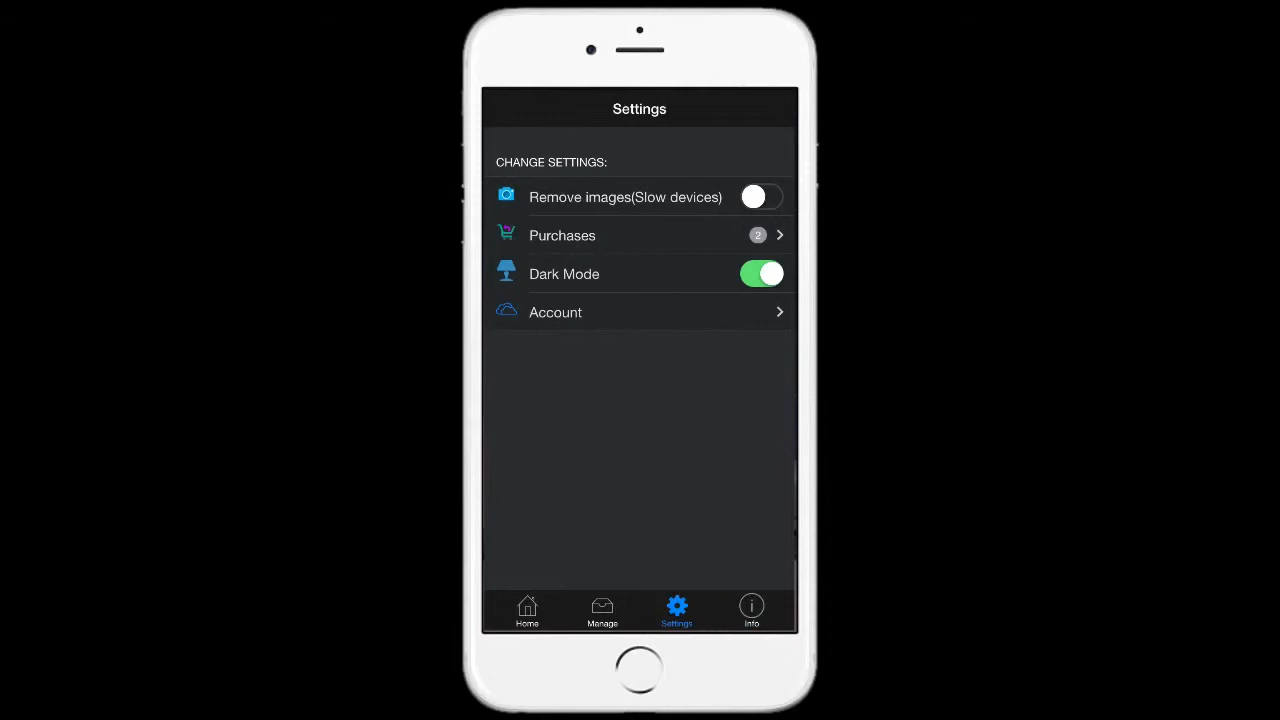 Settings
CHANGE SETTINGS:
Remove images(Slow devices)
Purchases 2
Dark Mode
Account
Home Manage Settings Info